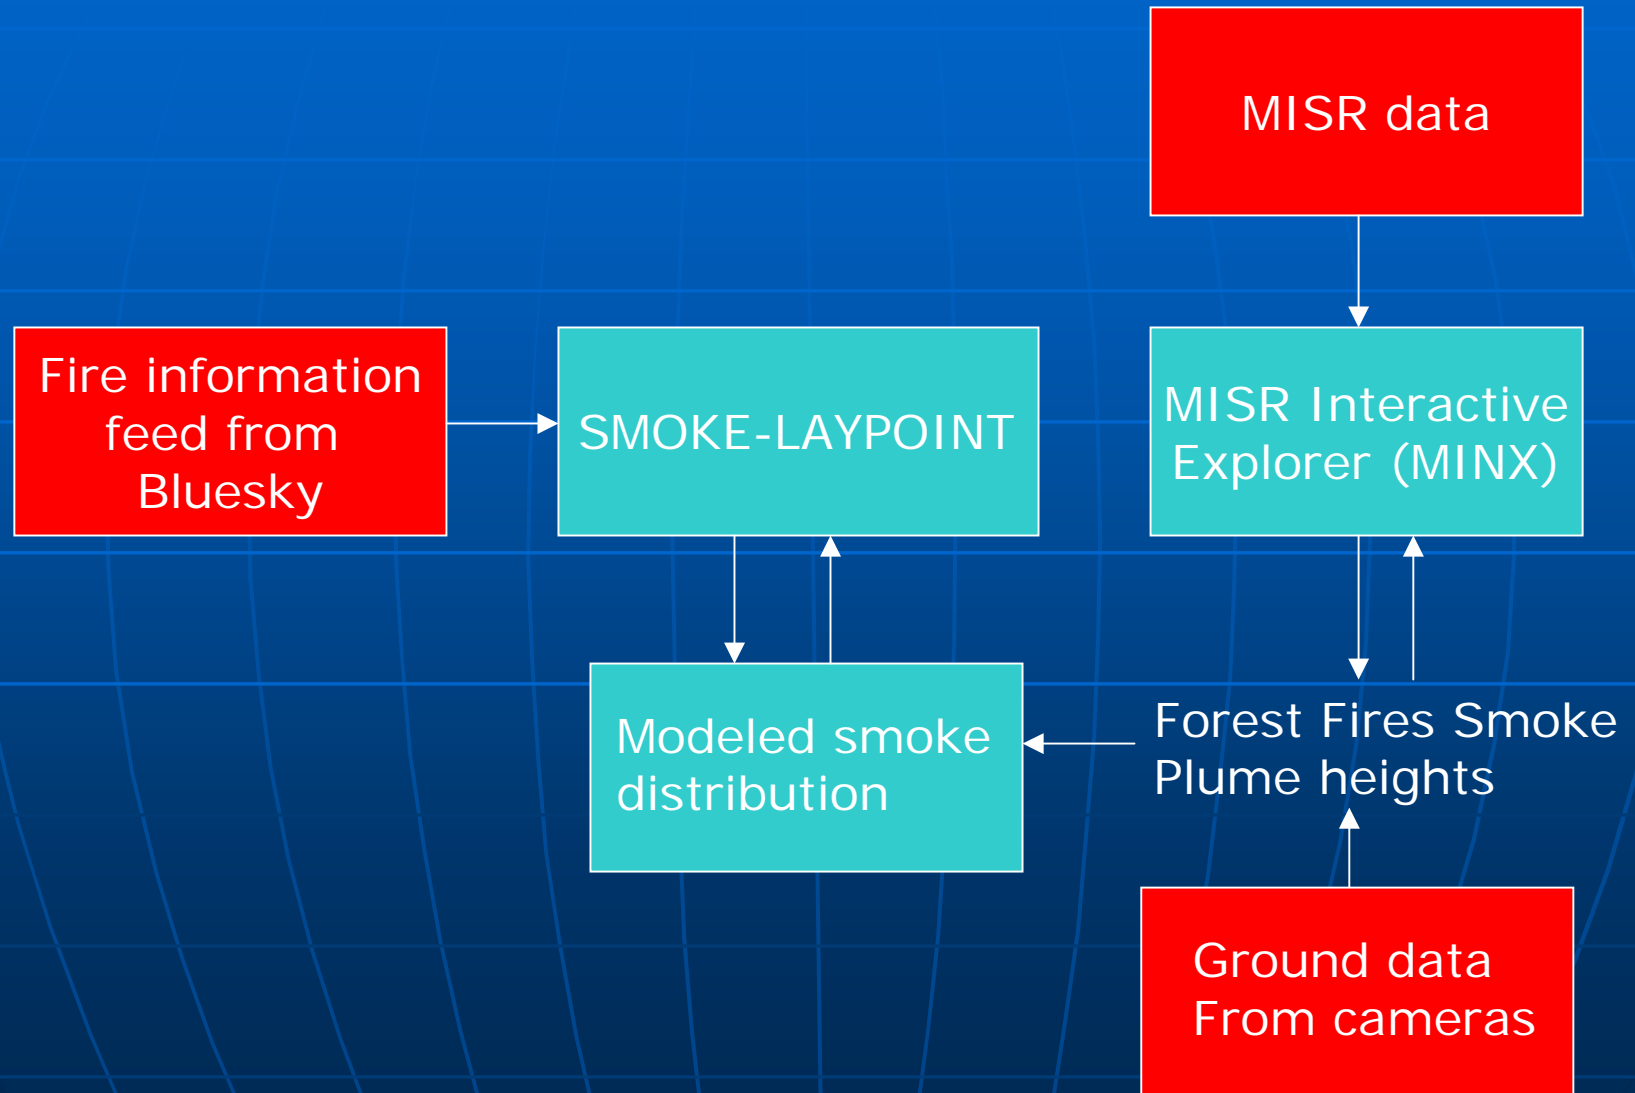 MISR data
Fire information
feed from
Bluesky
SMOKE-LAYPOINT
MISR Interactive
Explorer (MINX)
Modeled smoke
distribution
Forest Fires Smoke
Plume heights
Ground data
From cameras